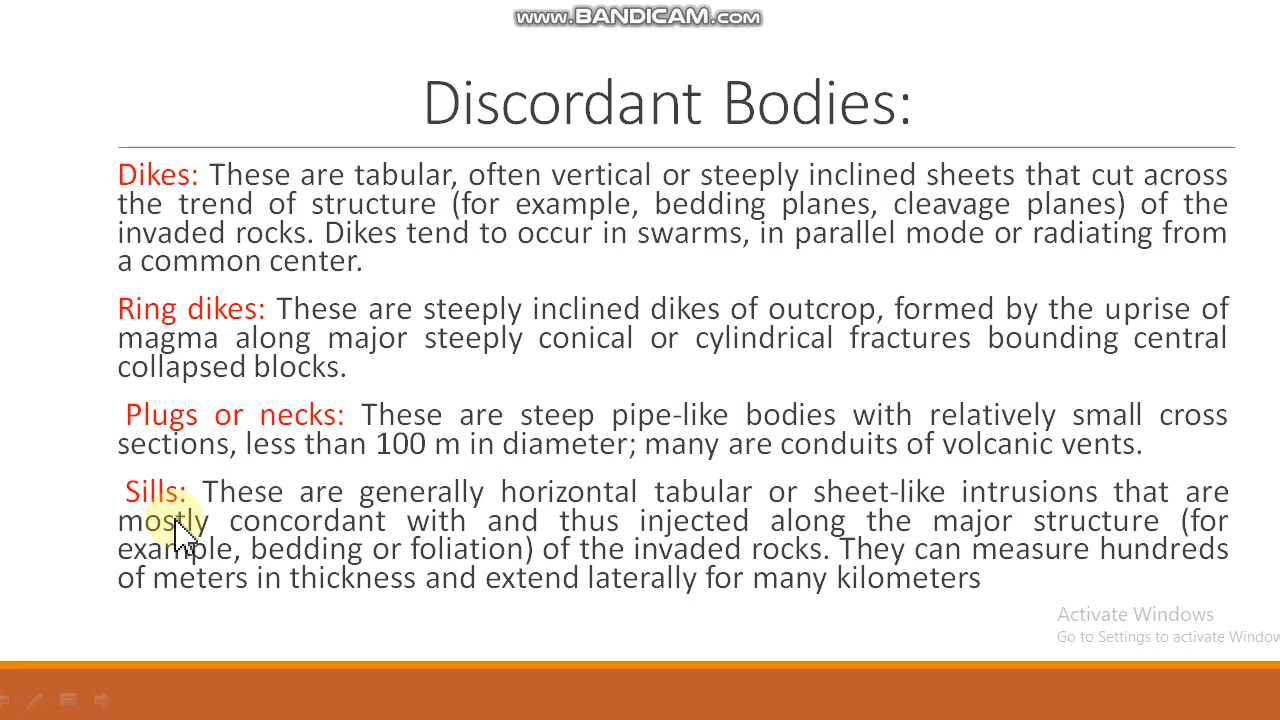 www.BANDICAM.com
Discordant Bodies:
Dikes: These are tabular, often vertical or steeply inclined sheets that cut across
the trend of structure (for example, bedding planes, cleavage planes) of the
invaded rocks. Dikes tend to occur in swarms, in parallel mode or radiating from
a common center.
Ring dikes: These are steeply inclined dikes of outcrop, formed by the uprise of
magma along major steeply conical or cylindrical fractures bounding central
collapsed blocks.
Plugs or necks: These are steep pipe-like bodies with relatively small cross
sections, less than 100 m in diameter; many are conduits of volcanic vents.
Sills: These are generally horizontal tabular or sheet-like intrusions that are
mostly concordant with and thus injected along the major structure (for
example, bedding or foliation) of the invaded rocks. They can measure hundreds
of meters in thickness and extend laterally for many kilometers
Activate Windows
Go to Settings to activate Window